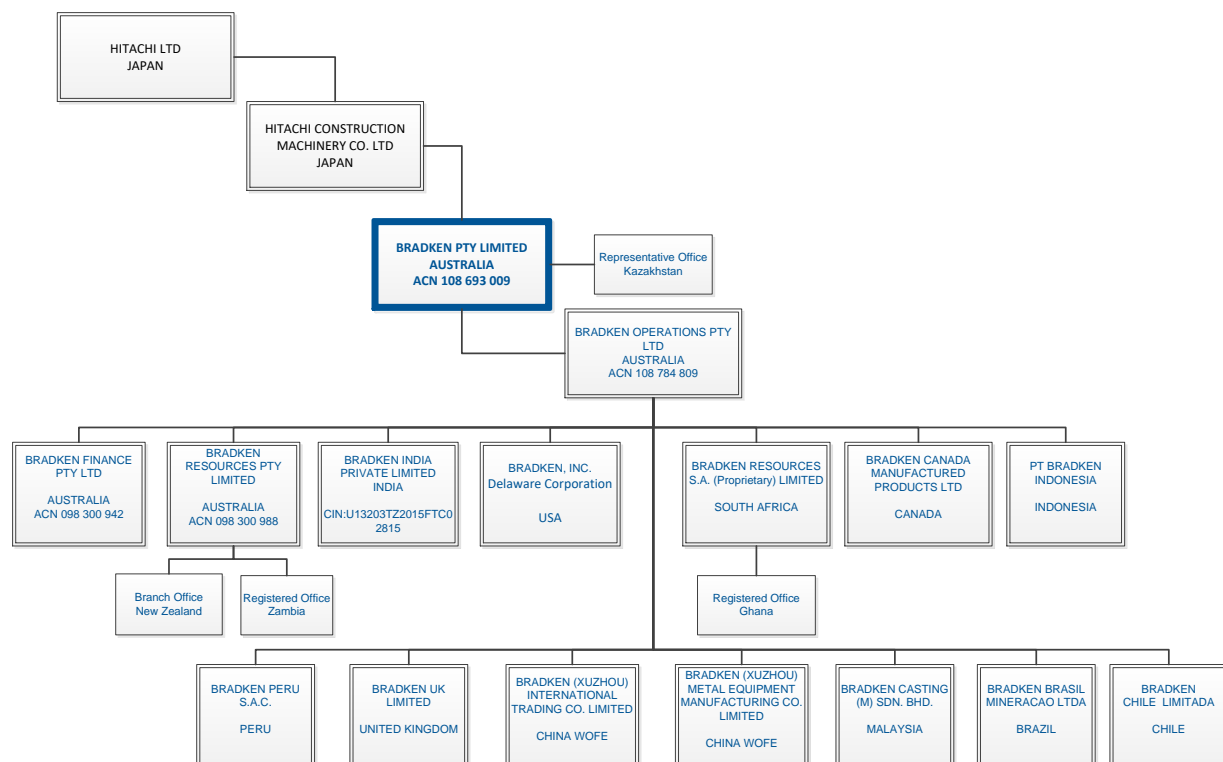 HITACHI LTD
JAPAN
HITACHI CONSTRUCTION
MACHINERY CO. LTD
JAPAN
BRADKEN PTY LIMITED
AUSTRALIA
ACN 108 693 009
Representative Office
Kazakhstan
BRADKEN OPERATIONS PTY
LTD
AUSTRALIA
ACN 108 784 809
BRADKEN FINANCE
PTY LTD
AUSTRALIA
ACN 098 300 942
BRADKEN
RESOURCES PTY
LIMITED
AUSTRALIA
ACN 098 300 988
BRADKEN INDIA
PRIVATE LIMITED
INDIA
CIN:U13203TZ2015FTC0
2815
BRADKEN, INC.
Delaware Corporation
USA
BRADKEN RESOURCES
S.A. (Proprietary) LIMITED
SOUTH AFRICA
BRADKEN CANADA
MANUFACTURED
PRODUCTS LTD
CANADA
PT BRADKEN
INDONESIA
INDONESIA
Branch Office
New Zealand
Registered Office
Zambia
Registered Office
Ghana
BRADKEN PERU
S.A.C.
PERU
BRADKEN UK
LIMITED
UNITED KINGDOM
BRADKEN (XUZHOU)
INTERNATIONAL
TRADING CO. LIMITED
CHINA WOFE
BRADKEN (XUZHOU)
METAL EQUIPMENT
MANUFACTURING CO.
LIMITED
CHINA WOFE
BRADKEN CASTING
(M) SDN. BHD.
MALAYSIA
BRADKEN BRASIL
MINERACAO LTDA
BRAZIL
BRADKEN
CHILE LIMITADA
CHILE